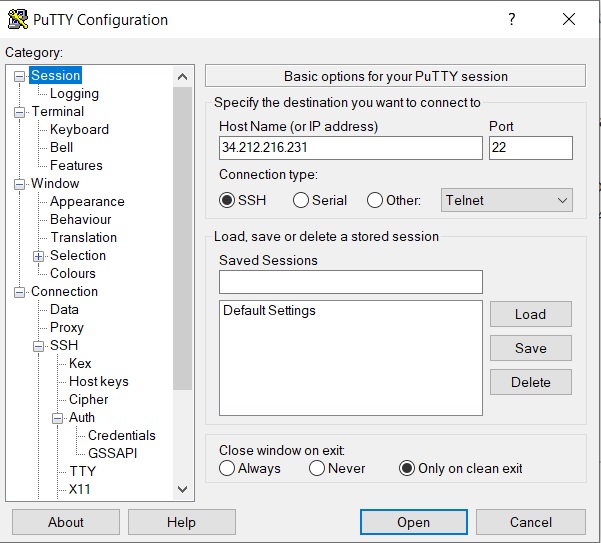 PuTTY Configuration
?
Category:
Session
Logging
Terminal
Keyboard
Bell
Features
Window
Appearance
Behaviour
Translation
Selection
Colours
Connection
Data
Proxy
SSH
Kex
Host keys
Cipher
Auth
Credentials
GSSAPI
TTY
X11
Basic options for your PuTTY session
Specify the destination you want to connect to
Host Name (or IP address) Port
34.212.216.231 22
Connection type:
SSH Serial Other: Telnet
Load, save or delete a stored session
Saved Sessions
Default Settings
Load
Save
Delete
Close window on exit:
Always Never Only on clean exit
About Help Open Cancel